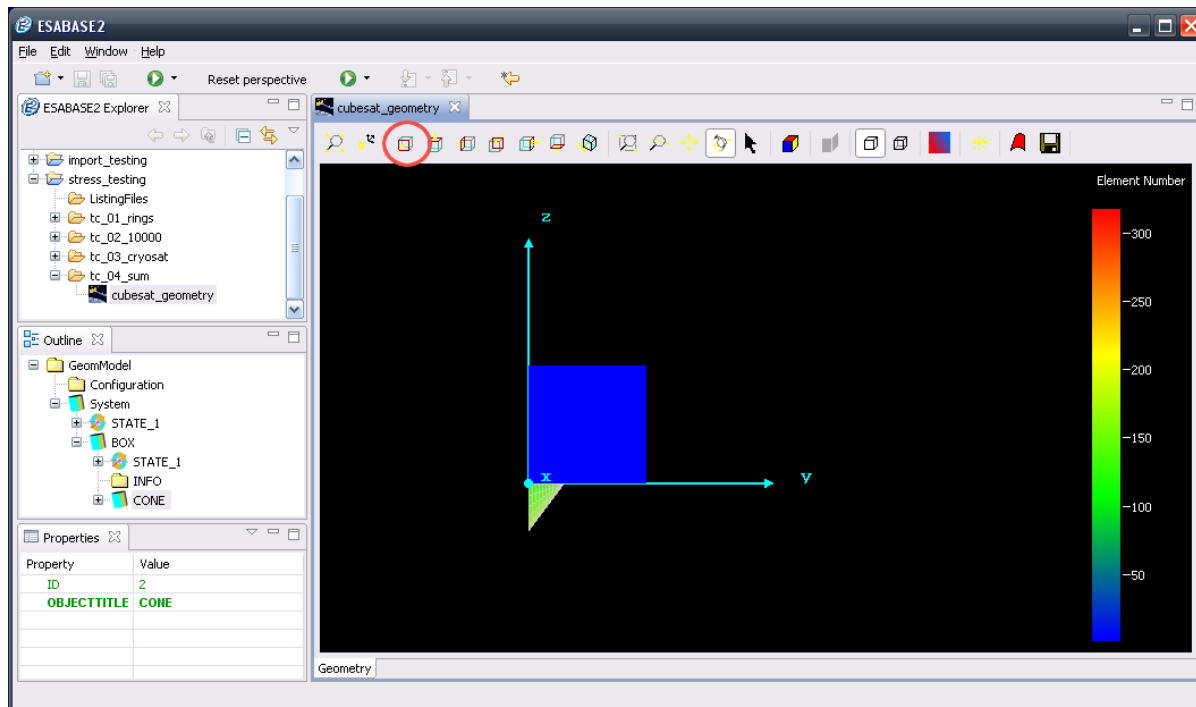 ESABASE2
File Edit Window Help
Reset perspective
ESABASE2 Explorer
import_testing
stress_testing
ListingFiles
tc_01_rings
tc_02_10000
tc_03_cryosat
tc_04_sum
cubesat_geometry
Outline
GeomModel
Configuration
System
STATE_1
BOX
STATE_1
INFO
CONE
Properties
Property Value
ID 2
OBJECTTITLE CONE
cubesat_geometry
Element Number
300
250
200
150
100
50
z
x
y
Geometry